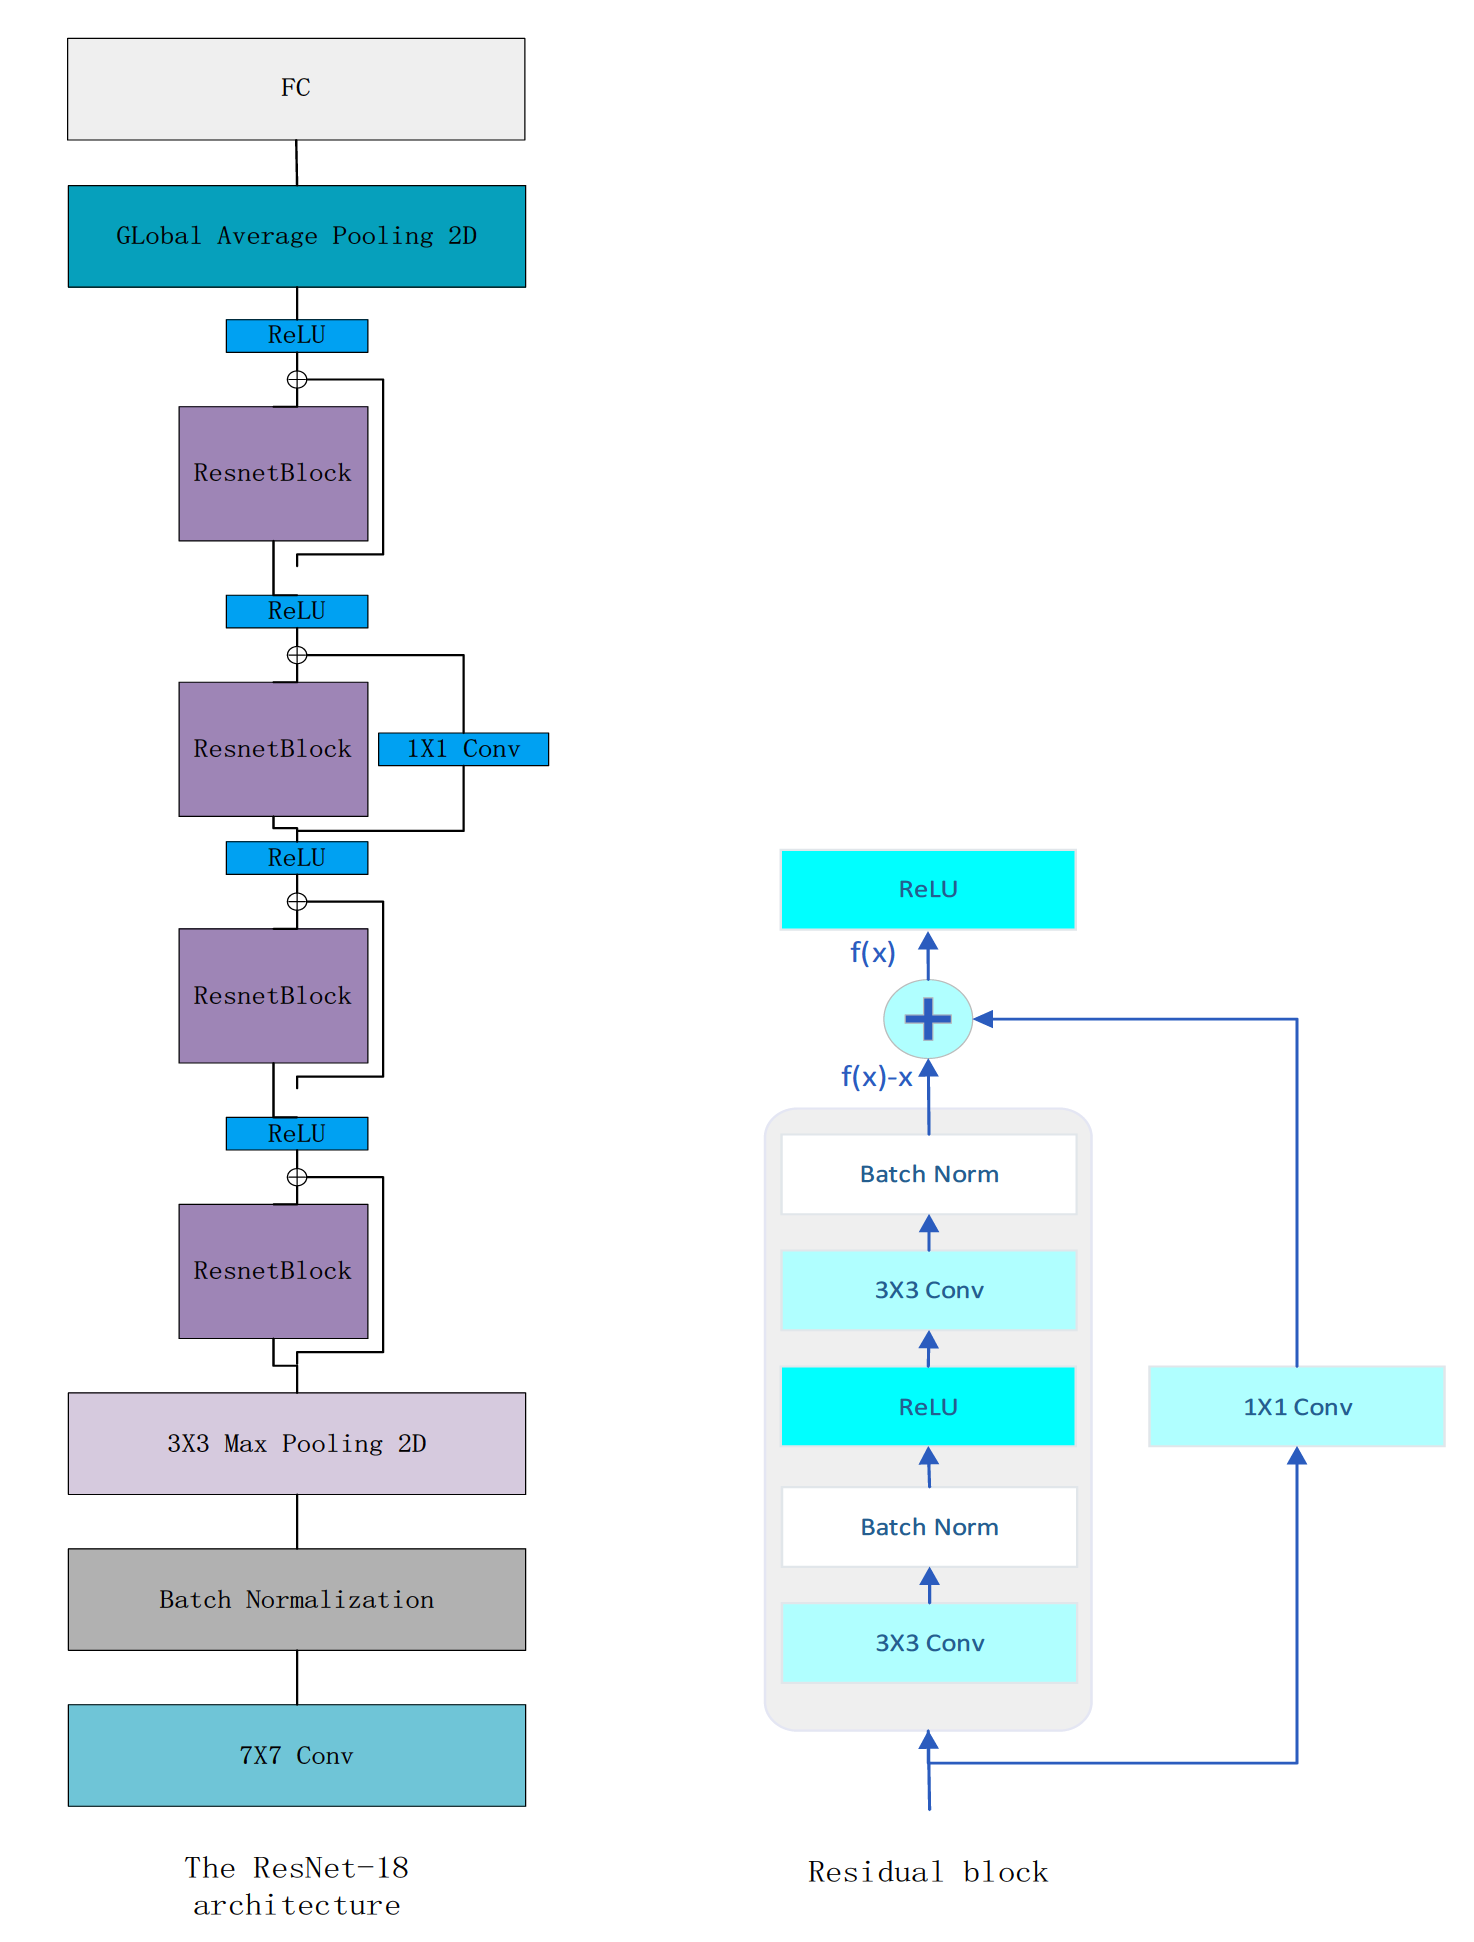 FC
GLobal Average Pooling 2D
ReLU
ResnetBlock
ReLU
ResnetBlock
1X1 Conv
ReLU
ResnetBlock
ReLU
ResnetBlock
3X3 Max Pooling 2D
Batch Normalization
7X7 Conv
The ResNet-18
architecture
ReLU
f(x)
f(x)-x
Batch Norm
3X3 Conv
ReLU
1X1 Conv
Batch Norm
3X3 Conv
Residual block